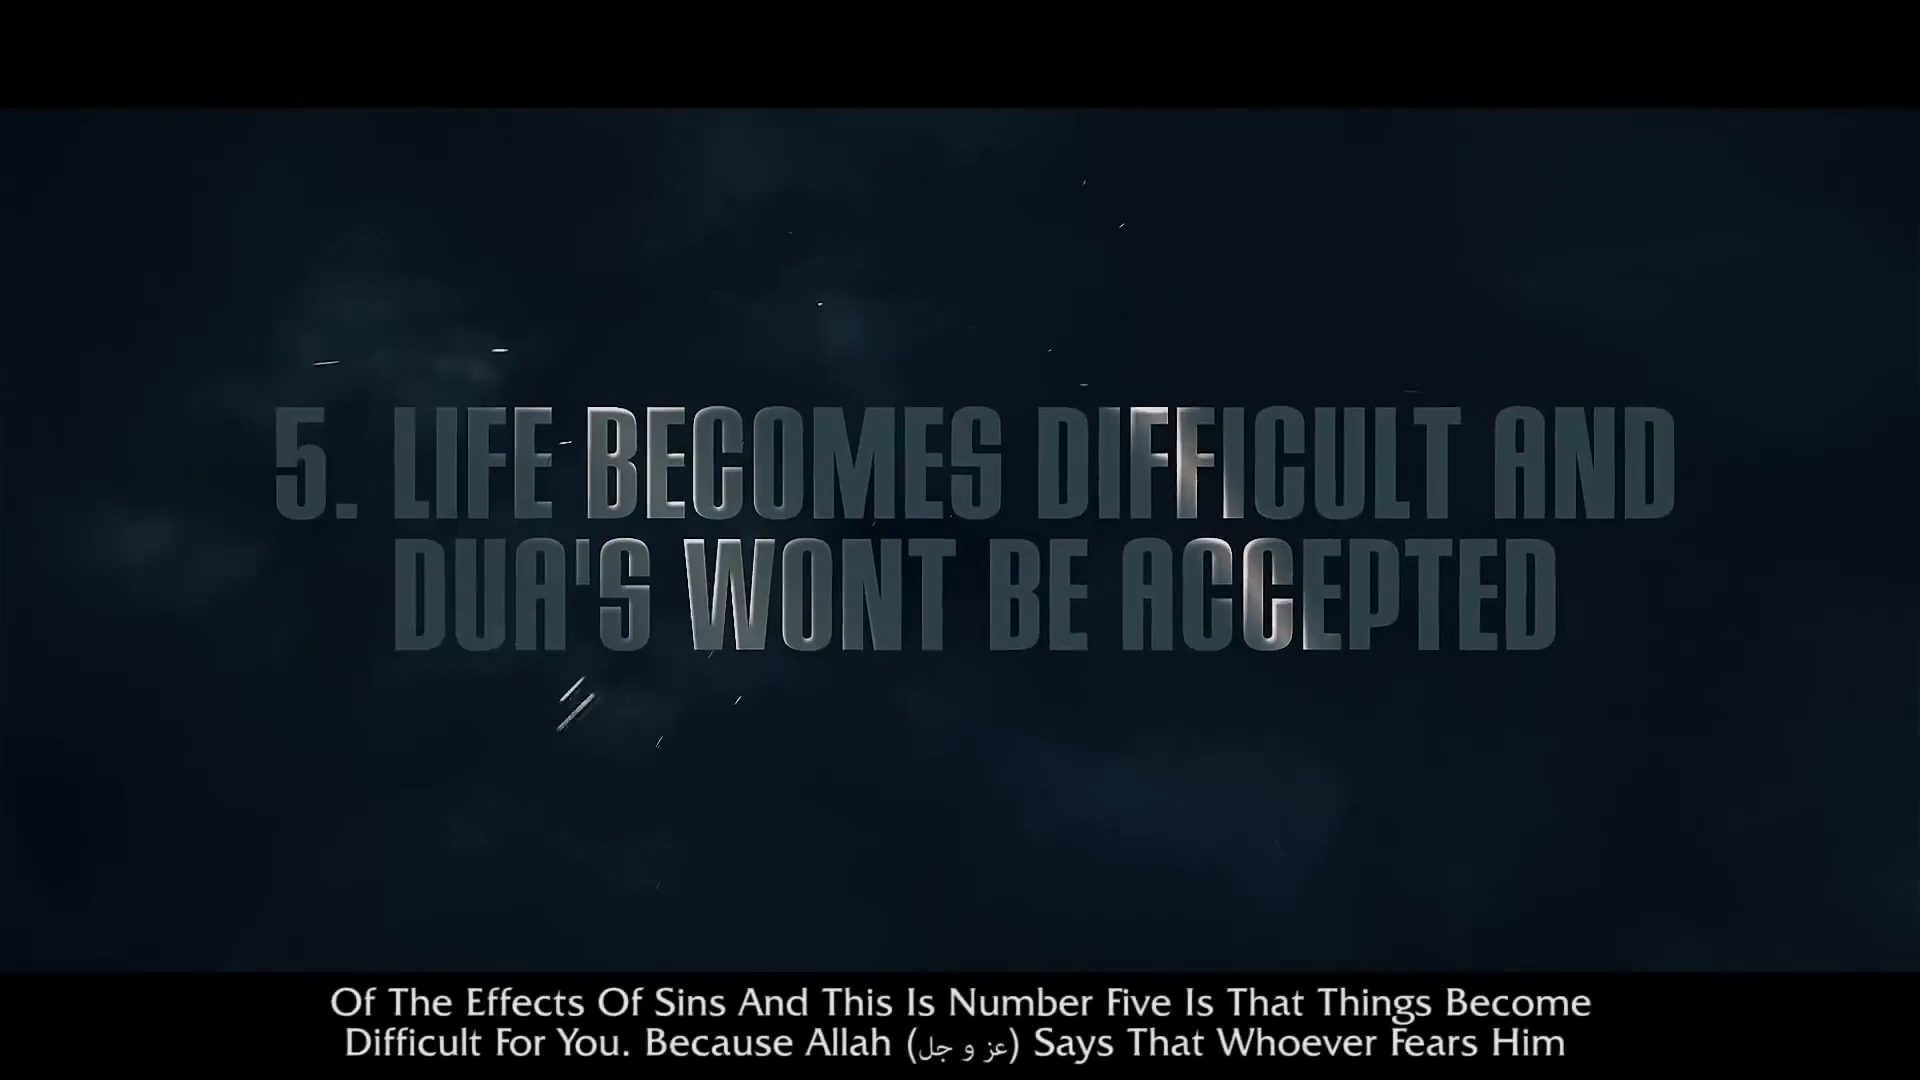 5. LIFE BECOMES DIFFICULT AND
DUA'S WONT BE ACCEPTED
Of The Effects Of Sins And This Is Number Five Is That Things Become
Difficult For You. Because Allah (عز و جل) Says That Whoever Fears Him